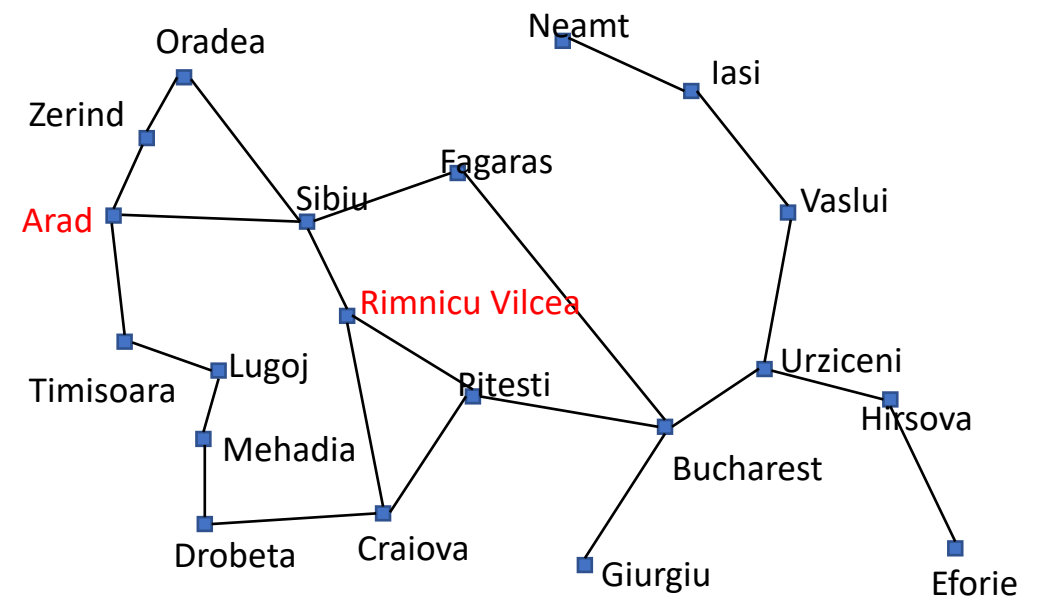 Neamt
Oradea
Iasi
Zerind
Fagaras
Sibiu
Vaslui
Arad
Rimnicu Vilcea
Urziceni
Lugoj
Pitesti
Timisoara
Hirsova
Mehadia
Bucharest
Craiova
Drobeta
Giurgiu
Eforie